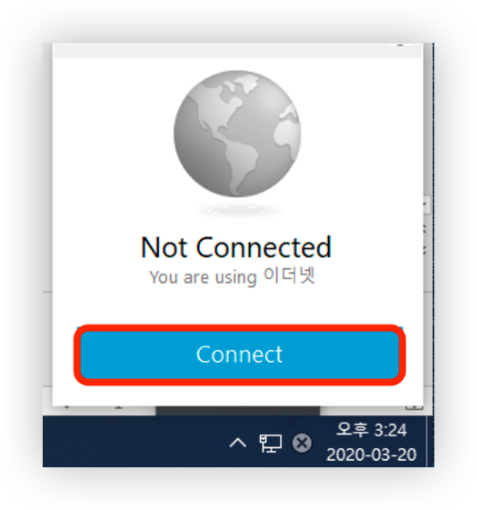 Not Connected
You are using 이더넷
Connect
오후 3:24
2020-03-20